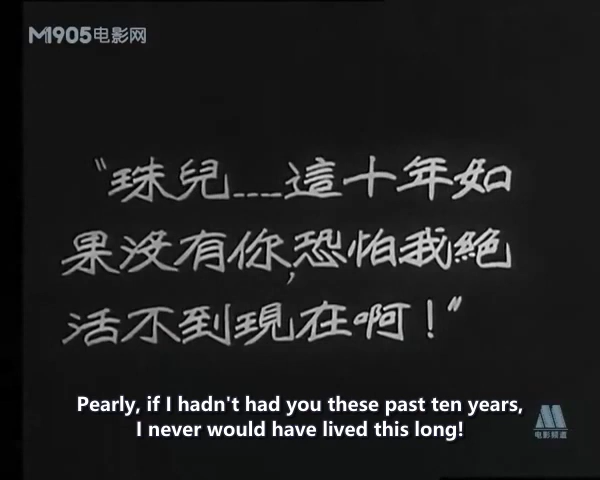 M1905电影网
"珠兒……這十年如
果沒有你，恐怕我絕
活不到現在啊！"
Pearly, if I hadn't had you these past ten years,
I never would have lived this long!
电影频道